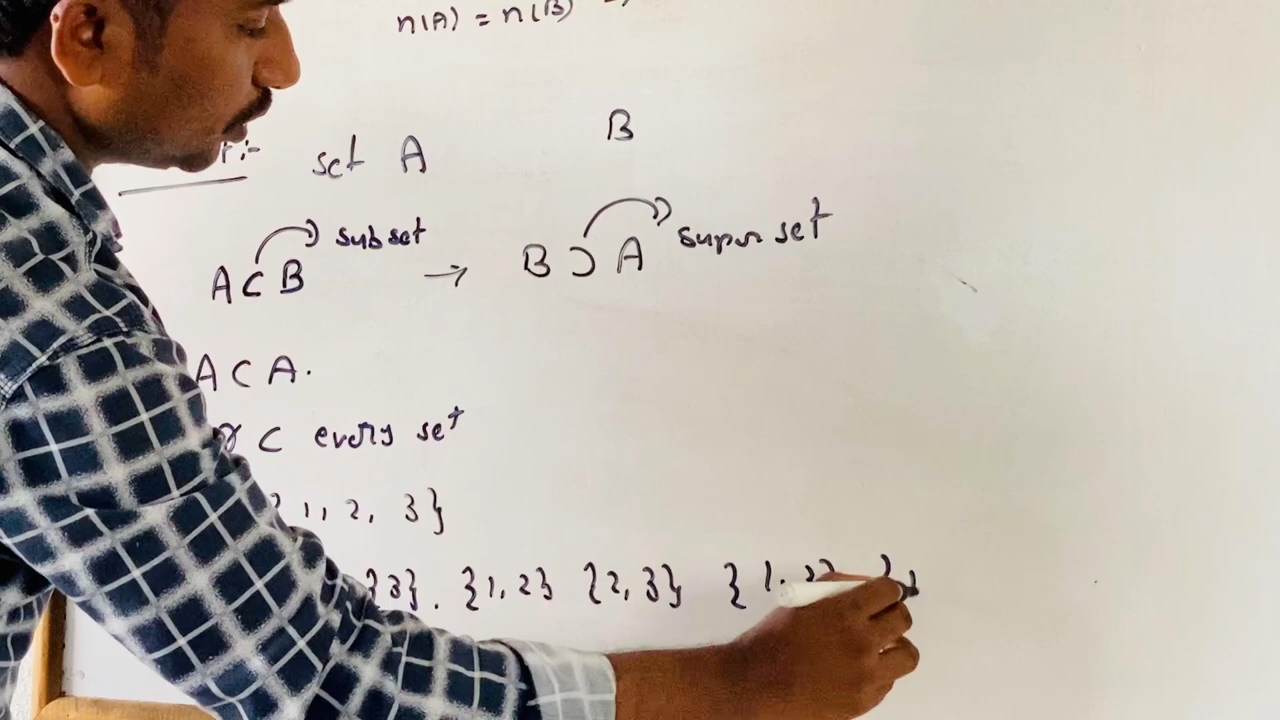 n(A) = n(B)
set A B
A ⊂ B subset → B ⊃ A super set
A ⊂ A.
⊂ every set
1, 2, 3}
{3}. {1, 2} {2, 3} { 1,